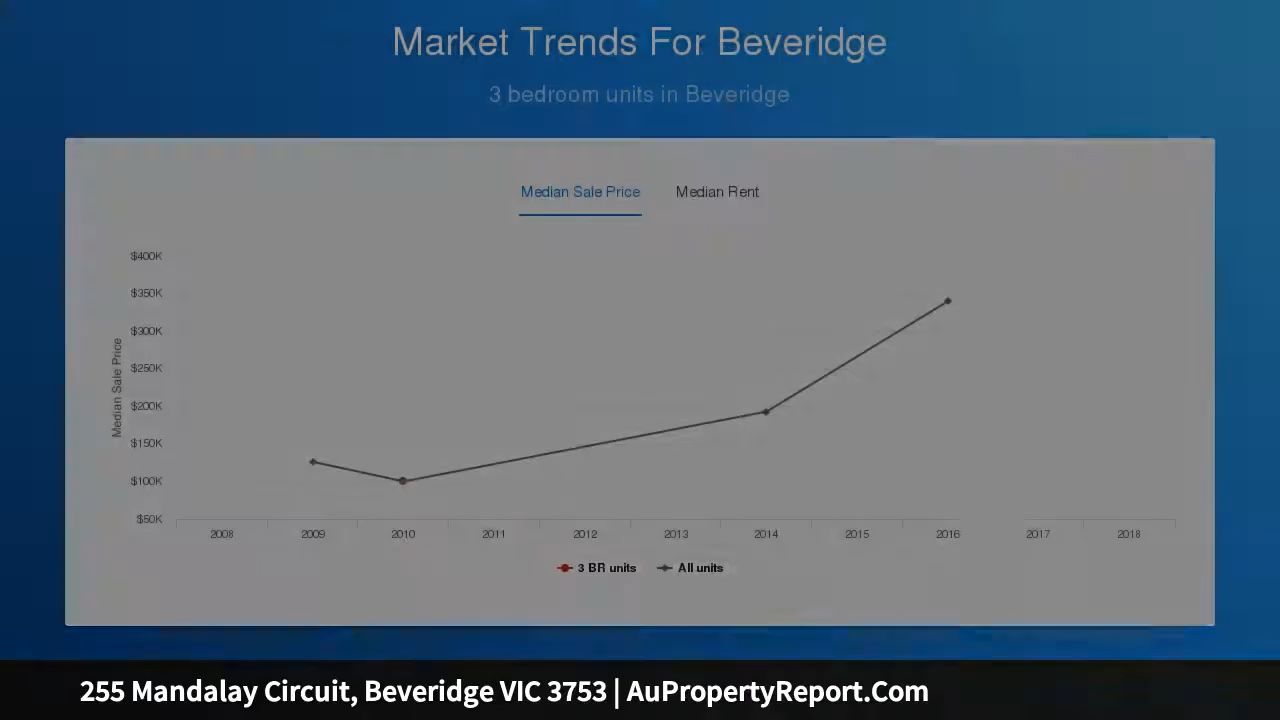 Market Trends For Beveridge
3 bedroom units in Beveridge
Median Sale Price Median Rent
$400K
$350K
$300K
$250K
$200K
$150K
$100K
$50K
Median Sale Price
2008 2009 2010 2011 2012 2013 2014 2015 2016 2017 2018
3 BR units All units
255 Mandalay Circuit, Beveridge VIC 3753 | AuPropertyReport.Com